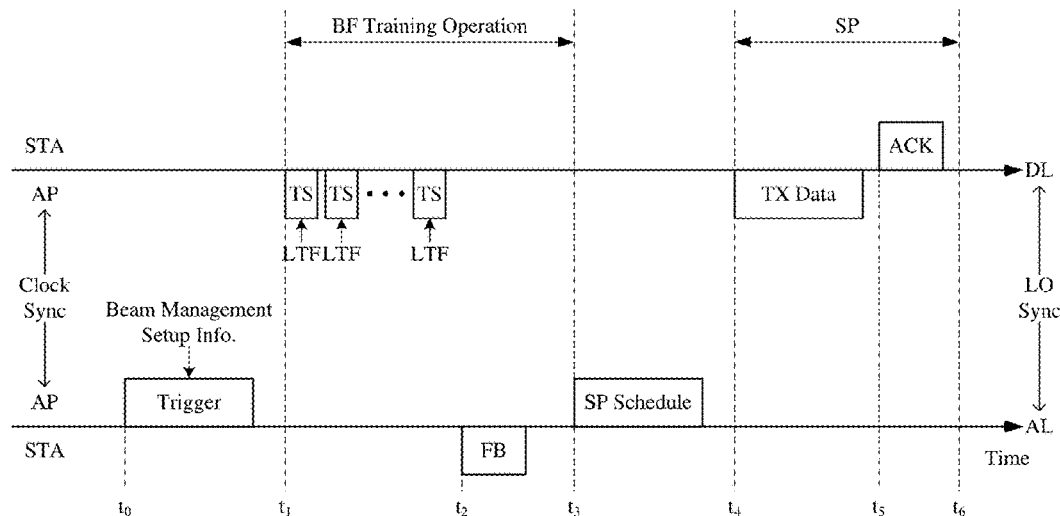 BF Training Operation
SP
STA
ACK
DL
AP
TS
TS
• • •
TS
TX Data
LTF
LTF
LTF
Clock
Sync
LO
Sync
Beam Management
Setup Info.
AP
Trigger
SP Schedule
AL
STA
FB
Time
t0
t1
t2
t3
t4
t5
t6